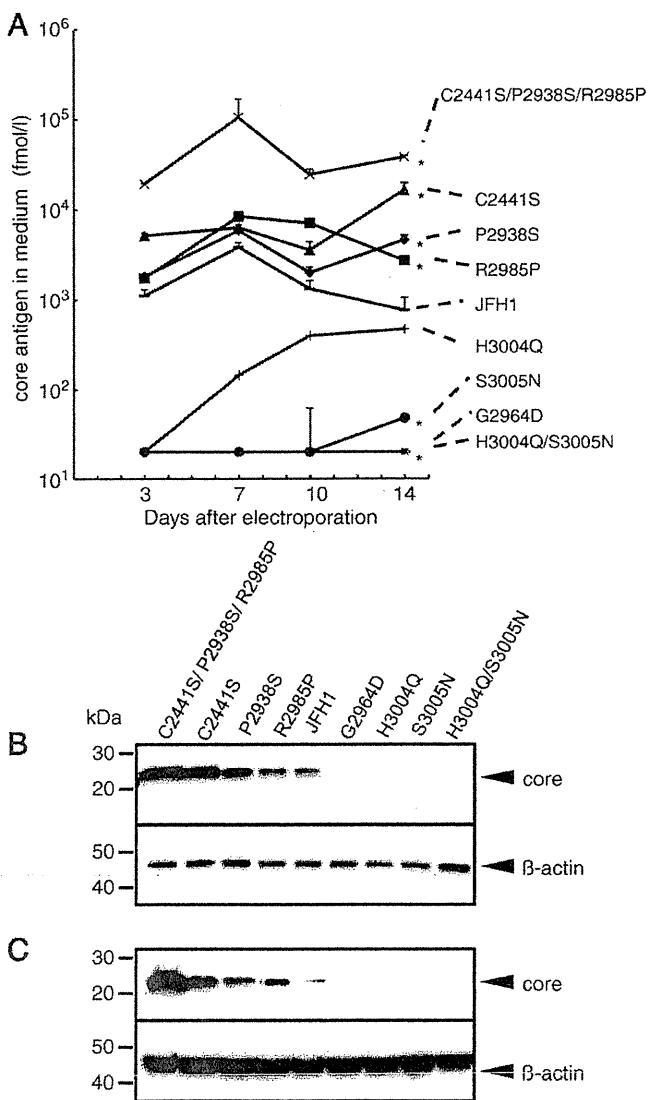 A
10⁶
10⁵
10⁴
10³
10²
10¹
core antigen in medium (fmol/l)
C2441S/P2938S/R2985P
*
C2441S
*
P2938S
*
R2985P
*
JFH1
H3004Q
S3005N
*
G2964D
H3004Q/S3005N
*
3 7 10 14
Days after electroporation
C2441S/ P2938S/ R2985P
C2441S
P2938S
R2985P
JFH1
G2964D
H3004Q
S3005N
H3004Q/S3005N
kDa
B
30
20
core
50
40
ß-actin
C
30
20
core
50
40
ß-actin